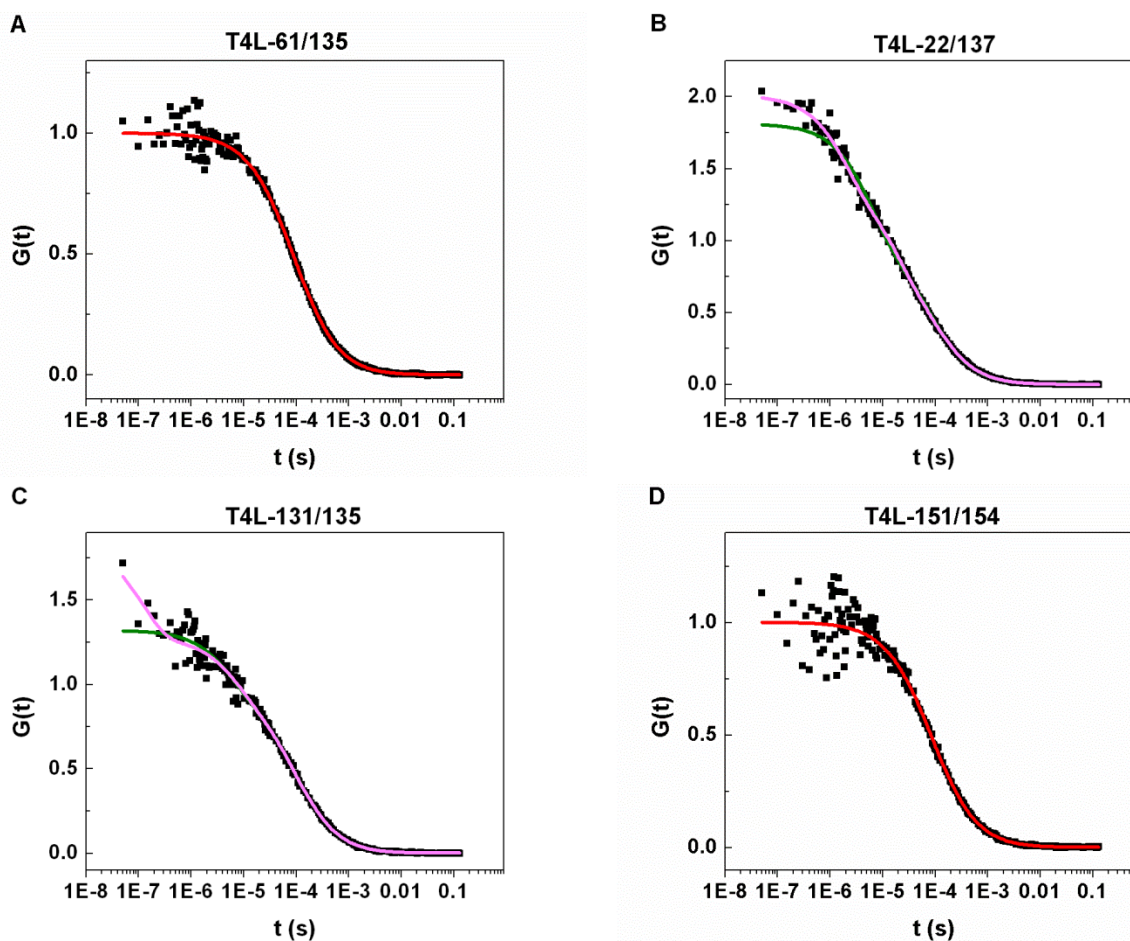 A
T4L-61/135
G(t)
1.0
0.5
0.0
1E-8 1E-7 1E-6 1E-5 1E-4 1E-3 0.01 0.1
t (s)
B
T4L-22/137
G(t)
2.0
1.5
1.0
0.5
0.0
1E-8 1E-7 1E-6 1E-5 1E-4 1E-3 0.01 0.1
t (s)
C
T4L-131/135
G(t)
1.5
1.0
0.5
0.0
1E-8 1E-7 1E-6 1E-5 1E-4 1E-3 0.01 0.1
t (s)
D
T4L-151/154
G(t)
1.0
0.5
0.0
1E-8 1E-7 1E-6 1E-5 1E-4 1E-3 0.01 0.1
t (s)